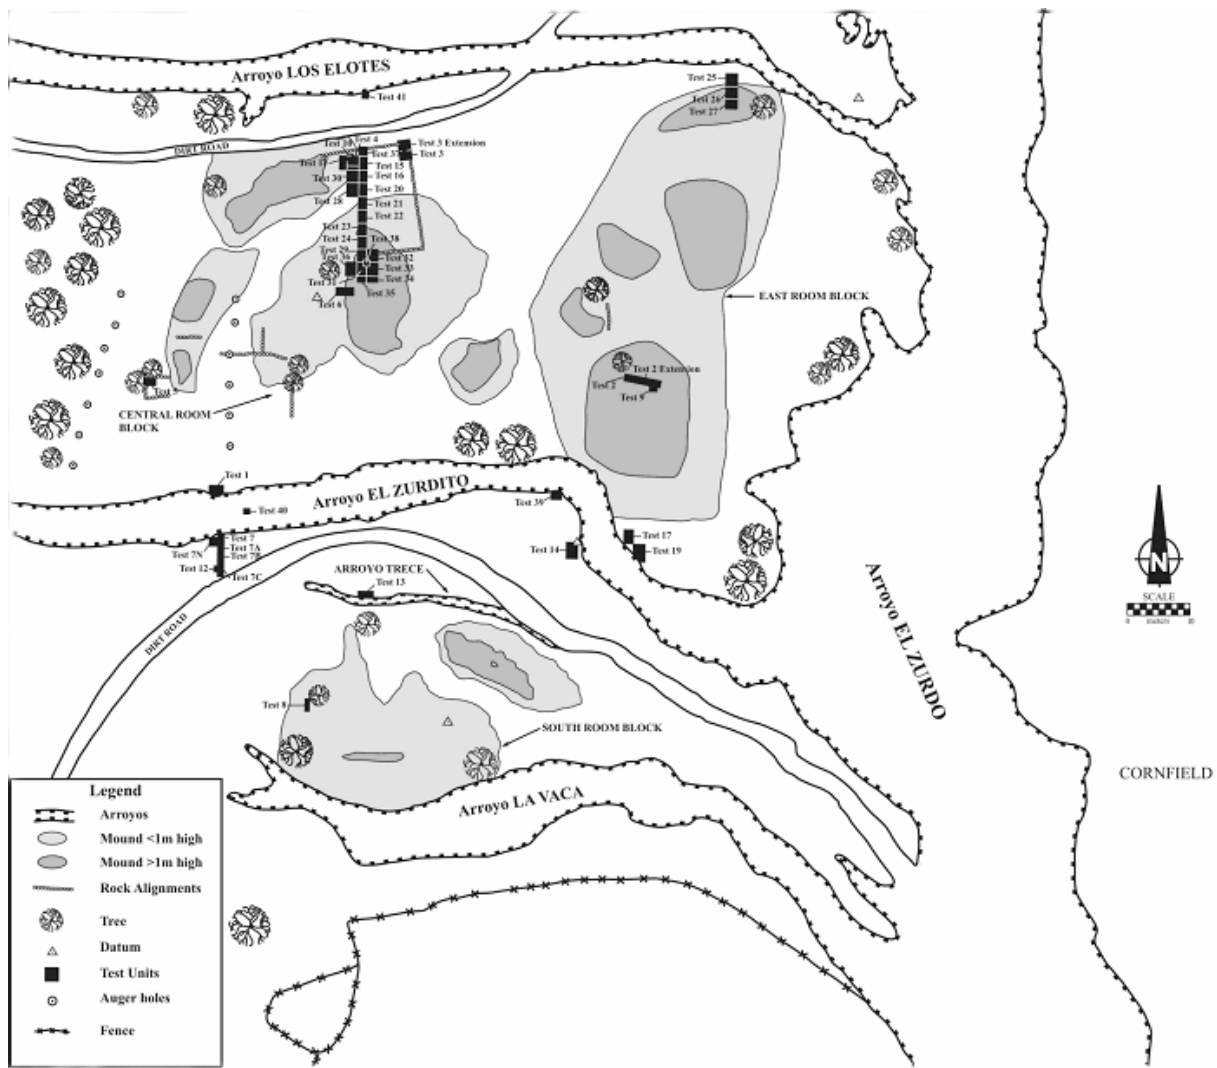 Arroyo LOS ELOTES
Test 41
Test 25
Test 26
Test 27
DIRT ROAD
Test 4
Test 3 Extension
Test 3
Test 37
Test 15
Test 30
Test 16
Test 20
Test 28
Test 21
Test 22
Test 23
Test 24
Test 38
Test 29
Test 36
Test 32
Test 33
Test 31
Test 34
Test 35
Test 6
EAST ROOM BLOCK
Test 2 Extension
Test 2
Test 9
CENTRAL ROOM
BLOCK
Test 1
Arroyo EL ZURDITO
Test 39
Test 40
Test 7
Test 7N
Test 7A
Test 7B
Test 12
Test 7C
Test 14
Test 17
Test 19
ARROYO TRECE
Test 13
DIRT ROAD
Arroyo EL ZURDO
N
SCALE
0 meters 10
Test 8
SOUTH ROOM BLOCK
CORNFIELD
Arroyo LA VACA
Legend
Arroyos
Mound <1m high
Mound >1m high
Rock Alignments
Tree
Datum
Test Units
Auger holes
Fence